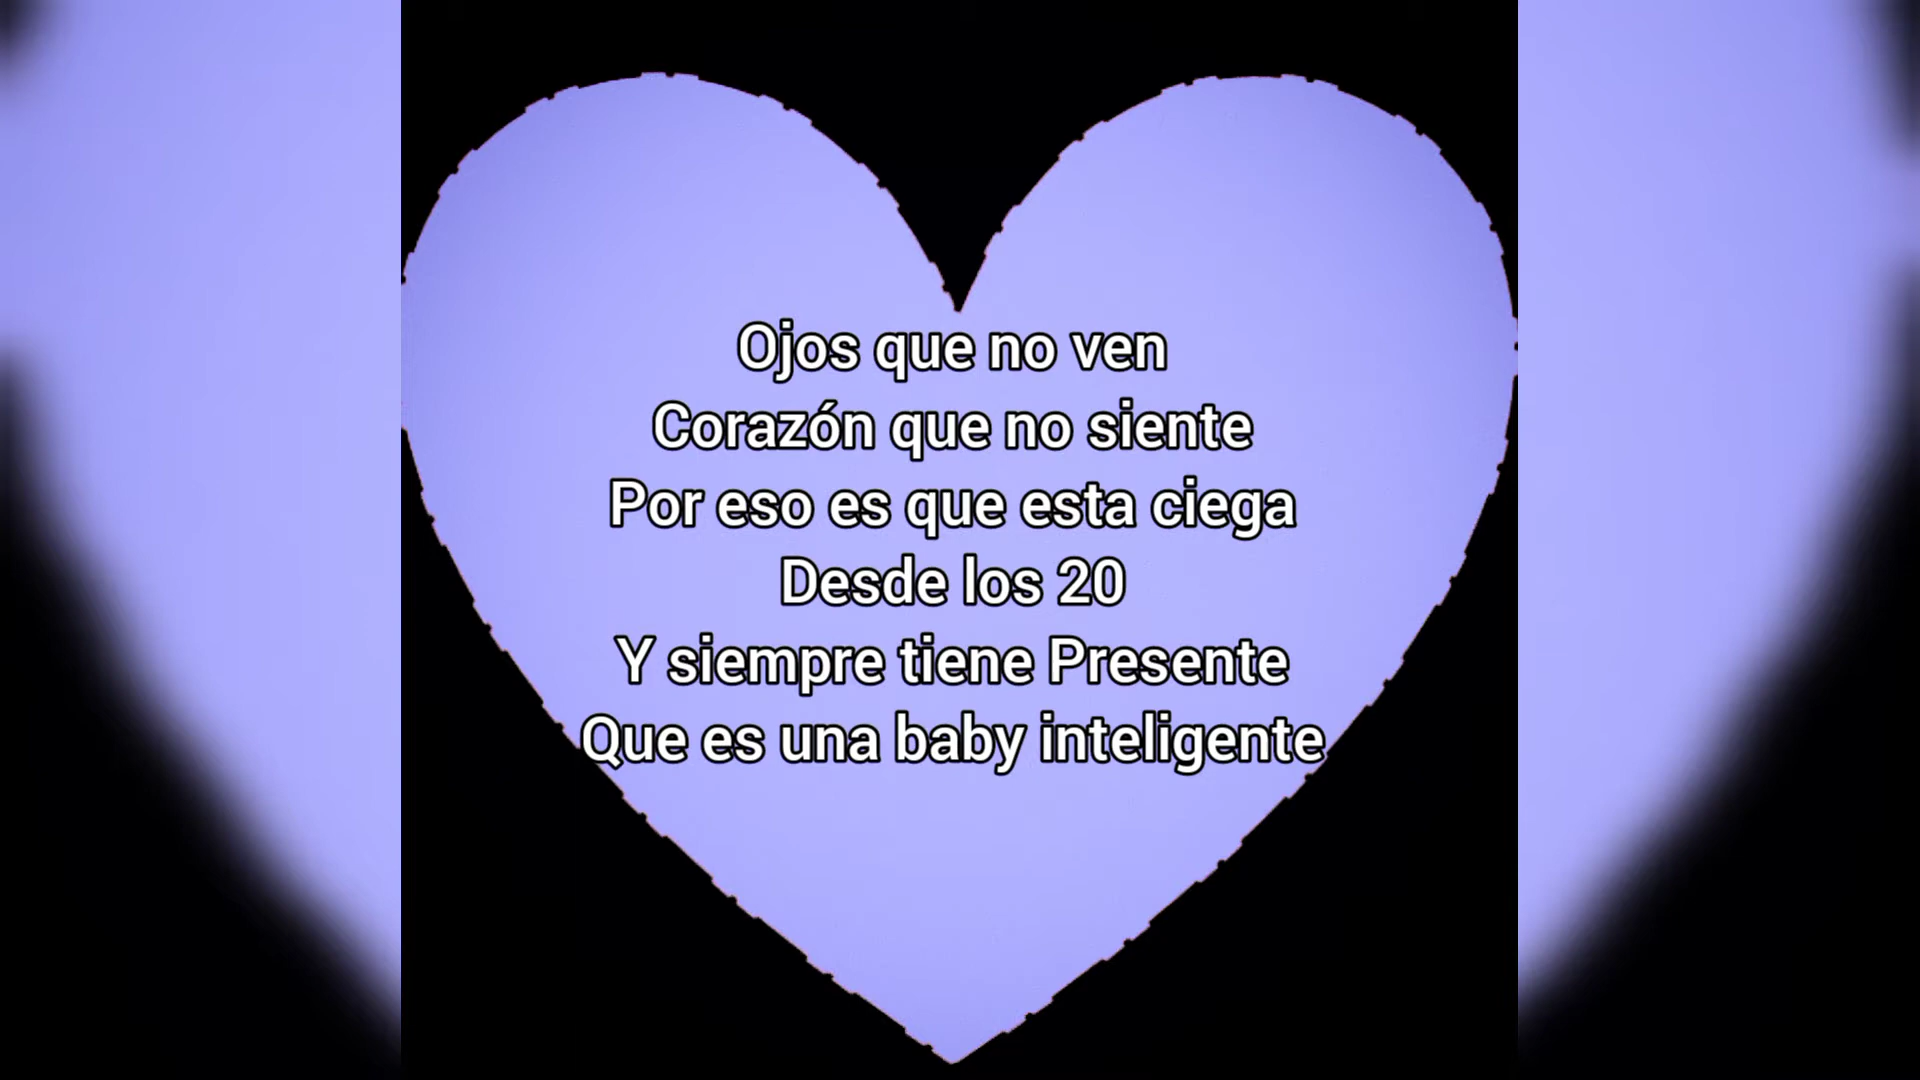 Ojos que no ven
Corazón que no siente
Por eso es que esta ciega
Desde los 20
Y siempre tiene Presente
Que es una baby inteligente